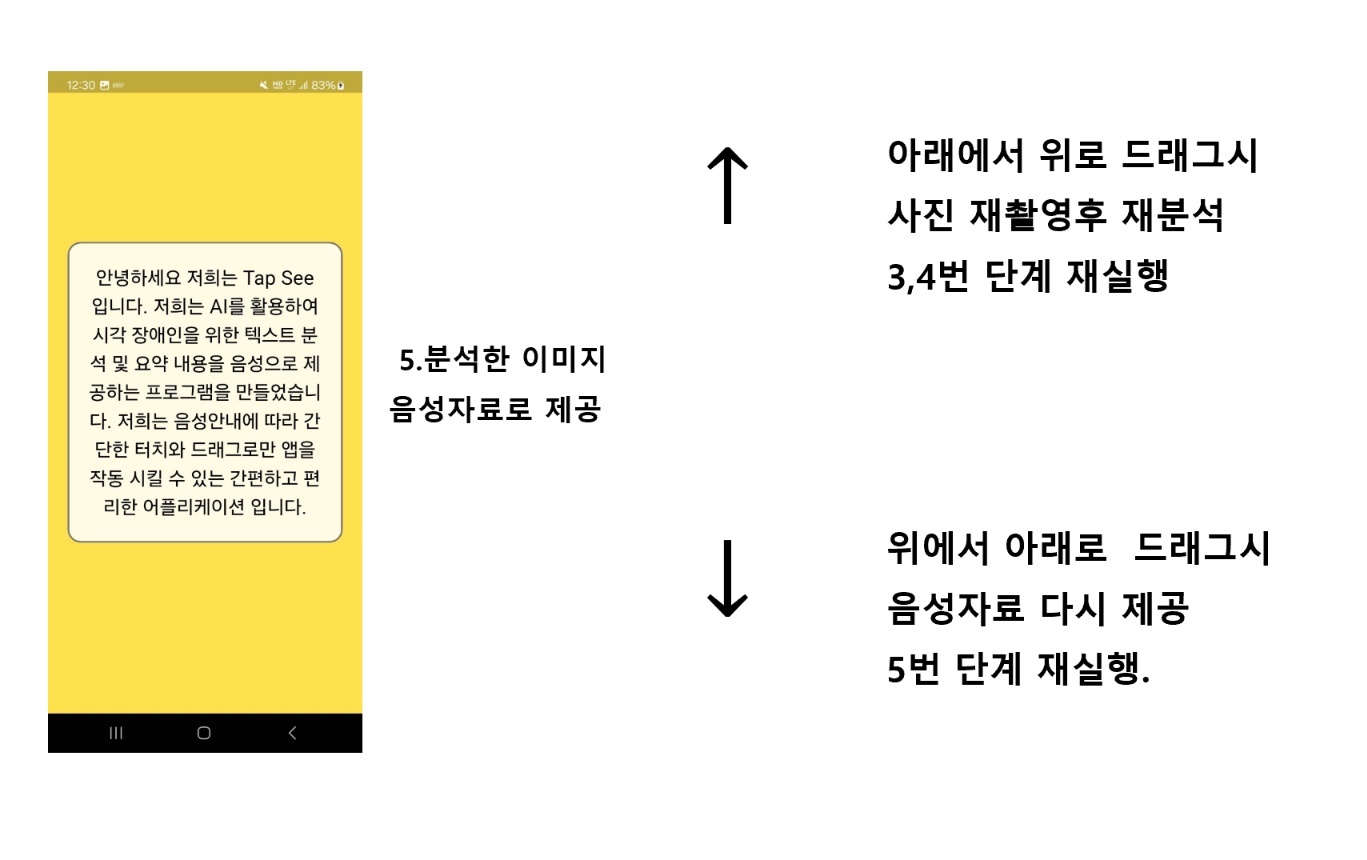 12:30
83%
안녕하세요 저희는 Tap See
입니다. 저희는 AI를 활용하여
시각 장애인을 위한 텍스트 분
석 및 요약 내용을 음성으로 제
공하는 프로그램을 만들었습니
다. 저희는 음성안내에 따라 간
단한 터치와 드래그로만 앱을
작동 시킬 수 있는 간편하고 편
리한 어플리케이션 입니다.
5.분석한 이미지
음성자료로 제공
↑
아래에서 위로 드래그시
사진 재촬영후 재분석
3,4번 단계 재실행
↓
위에서 아래로  드래그시
음성자료 다시 제공
5번 단계 재실행.